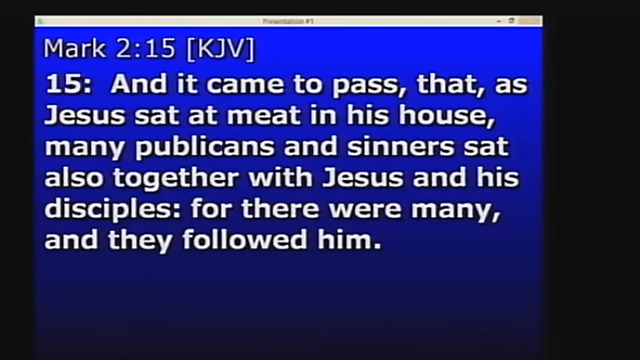 Presentation #1
Mark 2:15 [KJV]
15: And it came to pass, that, as
Jesus sat at meat in his house,
many publicans and sinners sat
also together with Jesus and his
disciples: for there were many,
and they followed him.